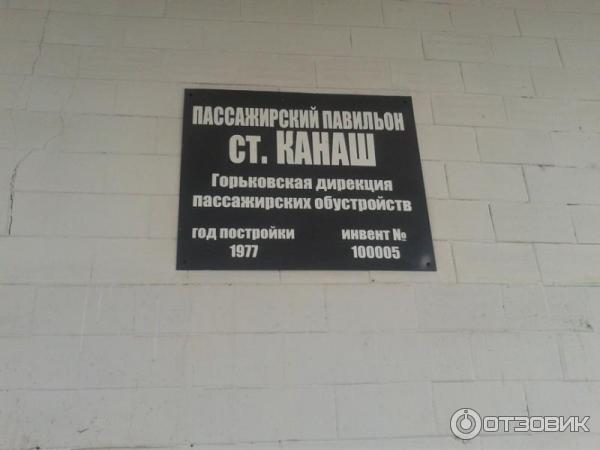 ПАССАЖИРСКИЙ ПАВИЛЬОН
СТ. КАНАШ
Горьковская дирекция
пассажирских обустройств
год постройки инвент №
1977 100005
ОТЗОВИК